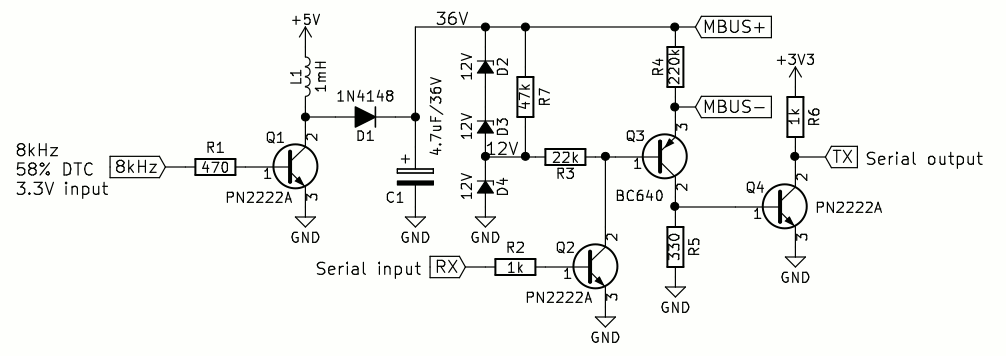 +5V
36V
MBUS+
L1
1mH
12V
D2
47k
R7
R4
220k
+3V3
1N4148
D1
4.7uF/36V
MBUS-
1k
R6
12V
D3
12V
Q1
2
1
3
PN2222A
8kHz
58% DTC
3.3V input
8kHz
R1
470
+
C1
12V
D4
22k
R3
Q3
3
1
2
BC640
TX
Serial output
Q4
2
1
3
PN2222A
GND
GND
GND
Q2
2
1
3
PN2222A
330
R5
GND
GND
Serial input
RX
R2
1k
GND